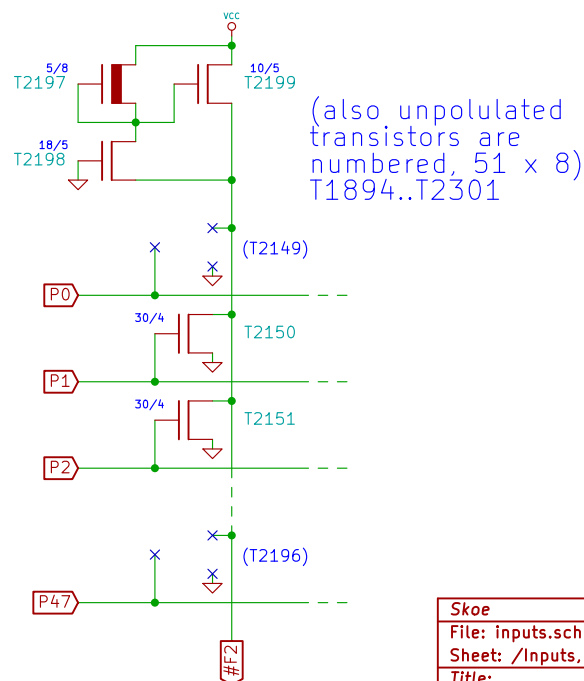 VCC
5/8
T2197
10/5
T2199
18/5
T2198
(also unpolulated
transistors are
numbered, 51 x 8)
T1894..T2301
(T2149)
P0
30/4
T2150
P1
30/4
T2151
P2
(T2196)
P47
#F2
Skoe
File: inputs.sch
Sheet: /Inputs,
Title: